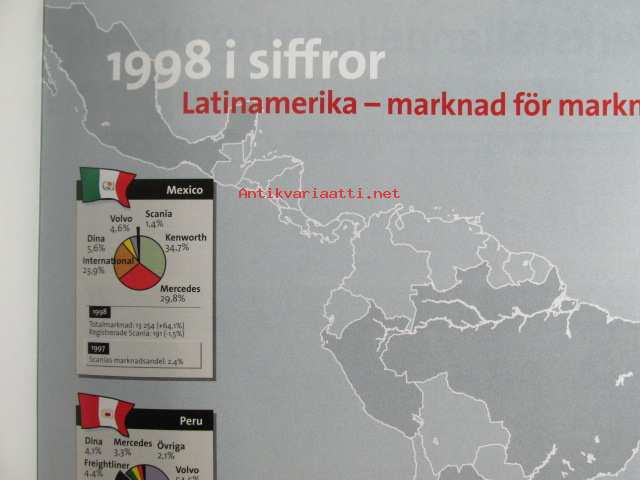 1998 i siffror
Latinamerika – marknad för
Antikvariaatti.net
Mexico
Volvo
4,6%
Scania
1,4%
Dina
5,6%
Kenworth
34,7%
International
23,9%
Mercedes
29,8%
1998
Totalmarknad: 13 254 (+64,1%)
Registrerade Scania: 191 (-1,5%)
1997
Scanias marknadsandel: 2,4%
Peru
Dina
4,1%
Mercedes
3,3%
Övriga
2,1%
Freightliner
4,4%
Volvo